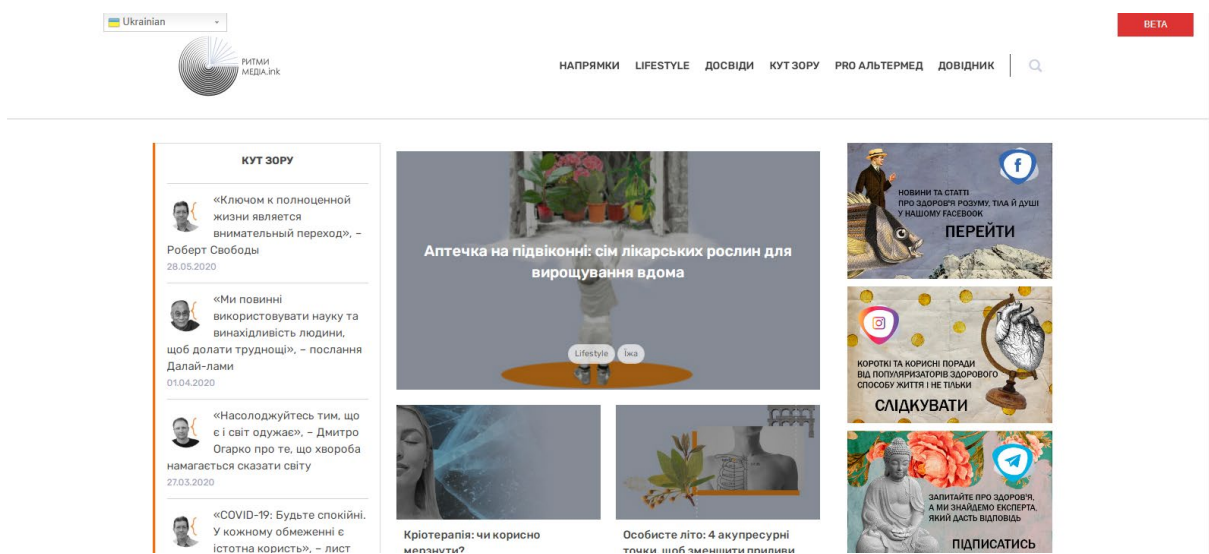 Ukrainian
BETA
РИТМИ
МЕДІА.ink
НАПРЯМКИ LIFESTYLE ДОСВІДИ КУТ ЗОРУ PRO АЛЬТЕРМЕД ДОВІДНИК
КУТ ЗОРУ
«Ключом к полноценной
жизни является
внимательный переход», –
Роберт Свободы
28.05.2020
«Ми повинні
використовувати науку та
винахідливість людини,
щоб долати труднощі», – послання
Далай-лами
01.04.2020
«Насолоджуйтесь тим, що
є і світ одужає», – Дмитро
Огарко про те, що хвороба
намагається сказати світу
27.03.2020
«COVID-19: Будьте спокійні.
У кожному обмеженні є
істотна користь», – лист
Аптечка на підвіконні: сім лікарських рослин для
вирощування вдома
Lifestyle Їжа
Кріотерапія: чи корисно
мерзнути?
Особисте літо: 4 акупресурні
точки, щоб зменшити припливи
НОВИНИ ТА СТАТТІ
ПРО ЗДОРОВ'Я РОЗУМУ, ТІЛА Й ДУШІ
У НАШОМУ FACEBOOK
ПЕРЕЙТИ
КОРОТКІ ТА КОРИСНІ ПОРАДИ
ВІД ПОПУЛЯРИЗАТОРІВ ЗДОРОВОГО
СПОСОБУ ЖИТТЯ І НЕ ТІЛЬКИ
СЛІДКУВАТИ
ЗАПИТАЙТЕ ПРО ЗДОРОВ'Я,
А МИ ЗНАЙДЕМО ЕКСПЕРТА,
ЯКИЙ ДАСТЬ ВІДПОВІДЬ
ПІДПИСАТИСЬ